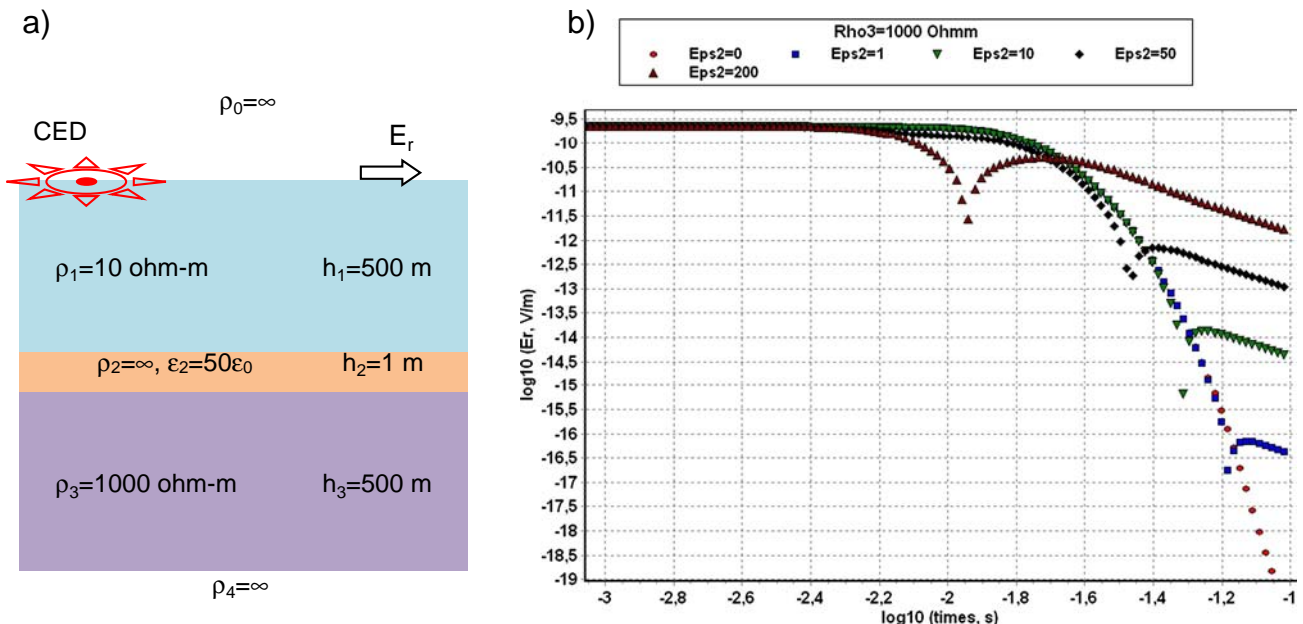 a)
ρ0=∞
CED
Er
ρ1=10 ohm-m
h1=500 m
ρ2=∞, ε2=50ε0
h2=1 m
ρ3=1000 ohm-m
h3=500 m
ρ4=∞
b)
Rho3=1000 Ohmm
Eps2=0
Eps2=1
Eps2=10
Eps2=50
Eps2=200
log10 (Er, V/m)
-9,5
-10
-10,5
-11
-11,5
-12
-12,5
-13
-13,5
-14
-14,5
-15
-15,5
-16
-16,5
-17
-17,5
-18
-18,5
-19
-3
-2,8
-2,6
-2,4
-2,2
-2
-1,8
-1,6
-1,4
-1,2
-1
log10 (times, s)